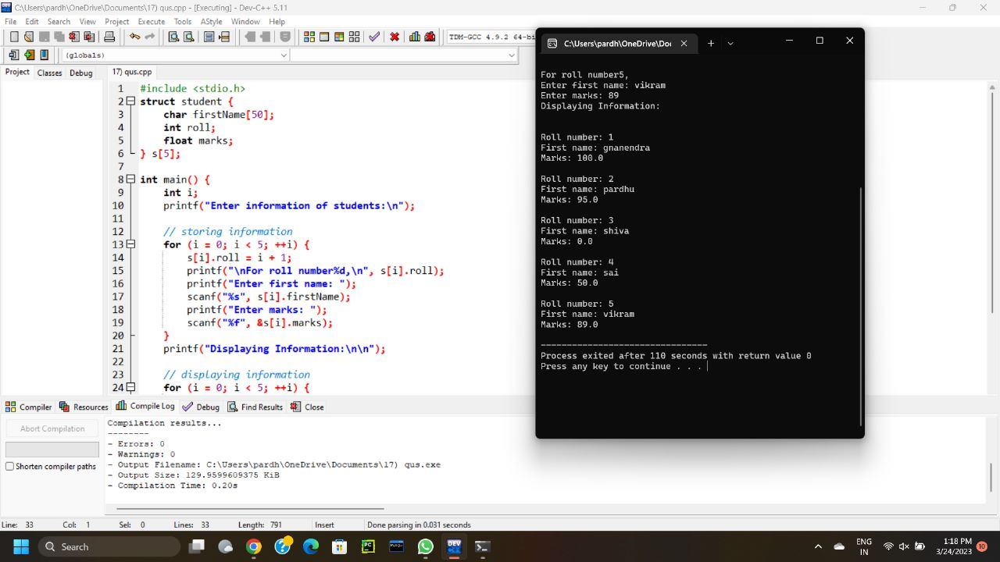 C:\Users\pardh\OneDrive\Documents\17) qus.cpp - [Executing] - Dev-C++ 5.11
File Edit Search View Project Execute Tools AStyle Window Help
TDM-GCC 4.9.2 64-bi
(globals)
Project Classes Debug
17) qus.cpp
1 #include <stdio.h>
2 struct student {
3 char firstName[50];
4 int roll;
5 float marks;
6 } s[5];
7
8 int main() {
9 int i;
10 printf("Enter information of students:\n");
11
12 // storing information
13 for (i = 0; i < 5; ++i) {
14 s[i].roll = i + 1;
15 printf("\nFor roll number%d,\n", s[i].roll);
16 printf("Enter first name: ");
17 scanf("%s", s[i].firstName);
18 printf("Enter marks: ");
19 scanf("%f", &s[i].marks);
20 }
21 printf("Displaying Information:\n\n");
22
23 // displaying information
24 for (i = 0; i < 5; ++i) {
C:\Users\pardh\OneDrive\Doc
For roll number5,
Enter first name: vikram
Enter marks: 89
Displaying Information:
Roll number: 1
First name: gnanendra
Marks: 100.0
Roll number: 2
First name: pardhu
Marks: 95.0
Roll number: 3
First name: shiva
Marks: 0.0
Roll number: 4
First name: sai
Marks: 50.0
Roll number: 5
First name: vikram
Marks: 89.0
--------------------------------
Process exited after 110 seconds with return value 0
Press any key to continue . . .
Compiler Resources Compile Log Debug Find Results Close
Abort Compilation
Shorten compiler paths
Compilation results...
--------
- Errors: 0
- Warnings: 0
- Output Filename: C:\Users\pardh\OneDrive\Documents\17) qus.exe
- Output Size: 129.9599609375 KiB
- Compilation Time: 0.20s
Line: 33 Col: 1 Sel: 0 Lines: 33 Length: 791 Insert Done parsing in 0.031 seconds
Search
PC
MySQL
DEV C++
ENG
IN
1:18 PM
3/24/2023
10